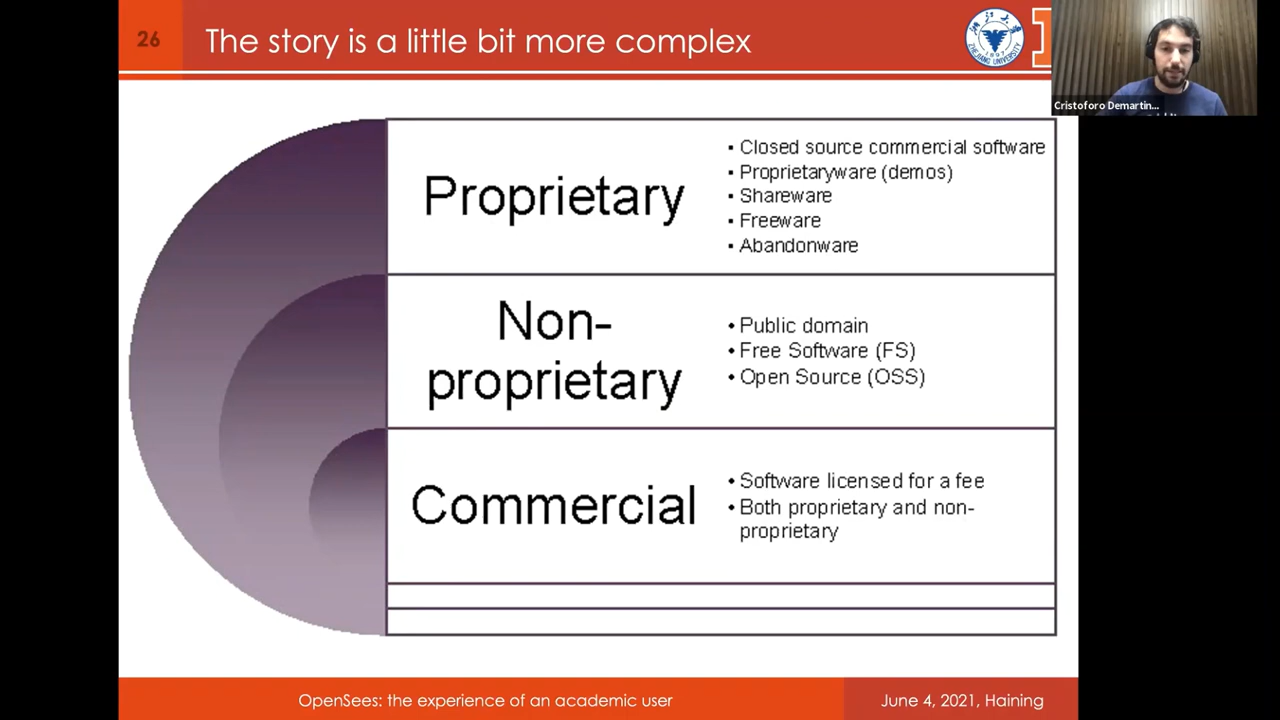 26
The story is a little bit more complex
Cristoforo Demartin...
Proprietary
▪ Closed source commercial software
▪ Proprietaryware (demos)
▪ Shareware
▪ Freeware
▪ Abandonware
Non-
proprietary
• Public domain
• Free Software (FS)
• Open Source (OSS)
Commercial
• Software licensed for a fee
• Both proprietary and non-
proprietary
OpenSees: the experience of an academic user
June 4, 2021, Haining